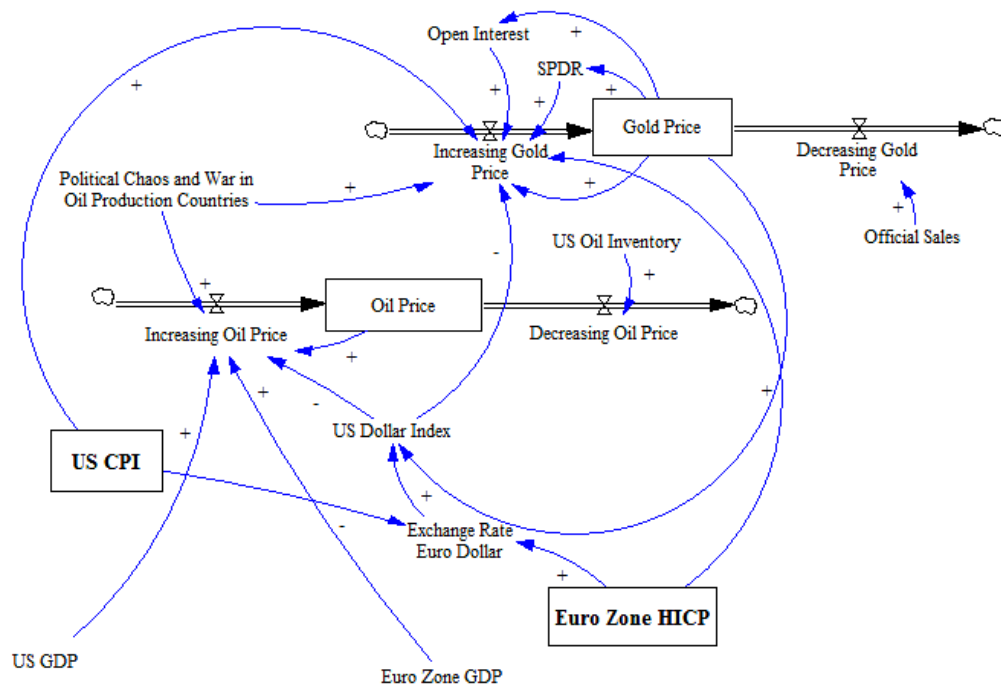 Open Interest
+
SPDR
+
+
+
+
Gold Price
Increasing Gold
Price
Decreasing Gold
Price
Political Chaos and War in
Oil Production Countries
+
+
+
Official Sales
US Oil Inventory
-
+
+
Oil Price
Increasing Oil Price
Decreasing Oil Price
+
+
+
-
US Dollar Index
+
US CPI
+
-
Exchange Rate
Euro Dollar
+
Euro Zone HICP
US GDP
Euro Zone GDP